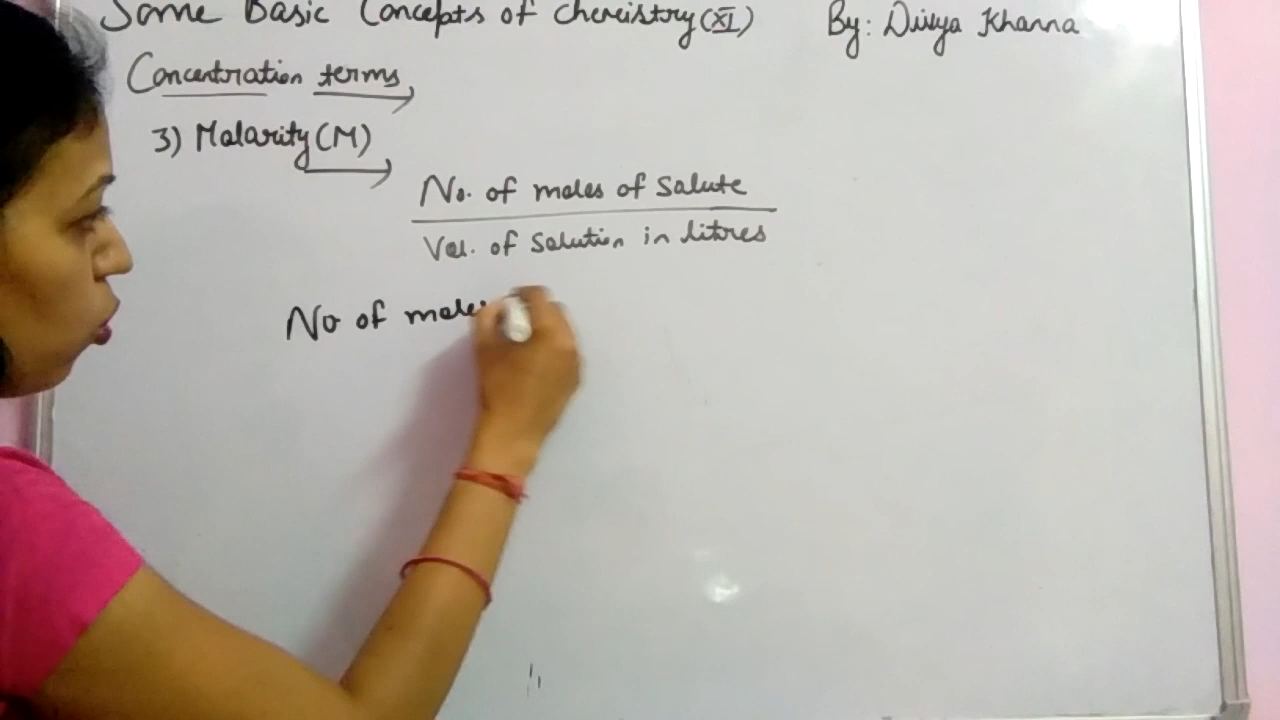 Some Basic Concepts of Chemistry (XI) By: Divya Khanna
Concentration terms
3) Molarity (M)
No. of moles of Solute
Vol. of Solution in litres
No of moles